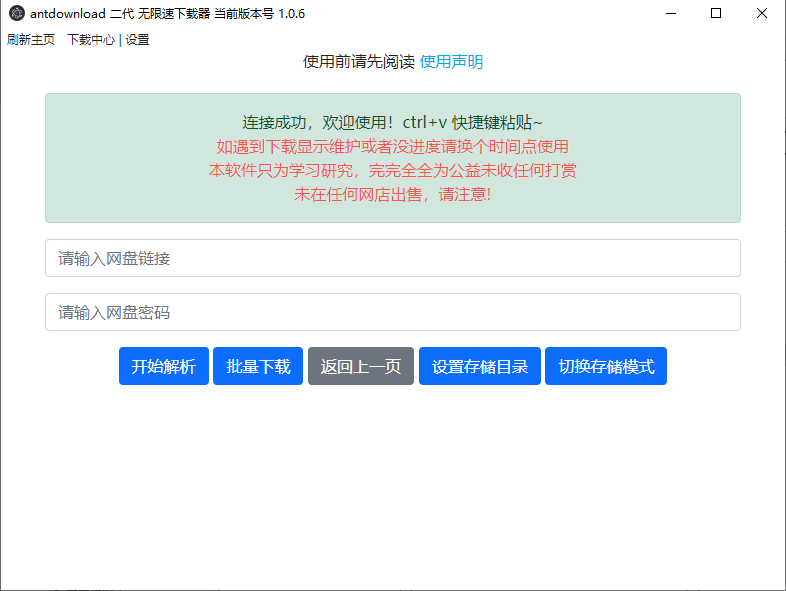 antdownload 二代 无限速下载器 当前版本号 1.0.6
刷新主页 下载中心 | 设置
使用前请先阅读 使用声明
连接成功，欢迎使用！ctrl+v 快捷键粘贴~
如遇到下载显示维护或者没进度请换个时间点使用
本软件只为学习研究，完完全全为公益未收任何打赏
未在任何网店出售，请注意!
请输入网盘链接
请输入网盘密码
开始解析 批量下载 返回上一页 设置存储目录 切换存储模式